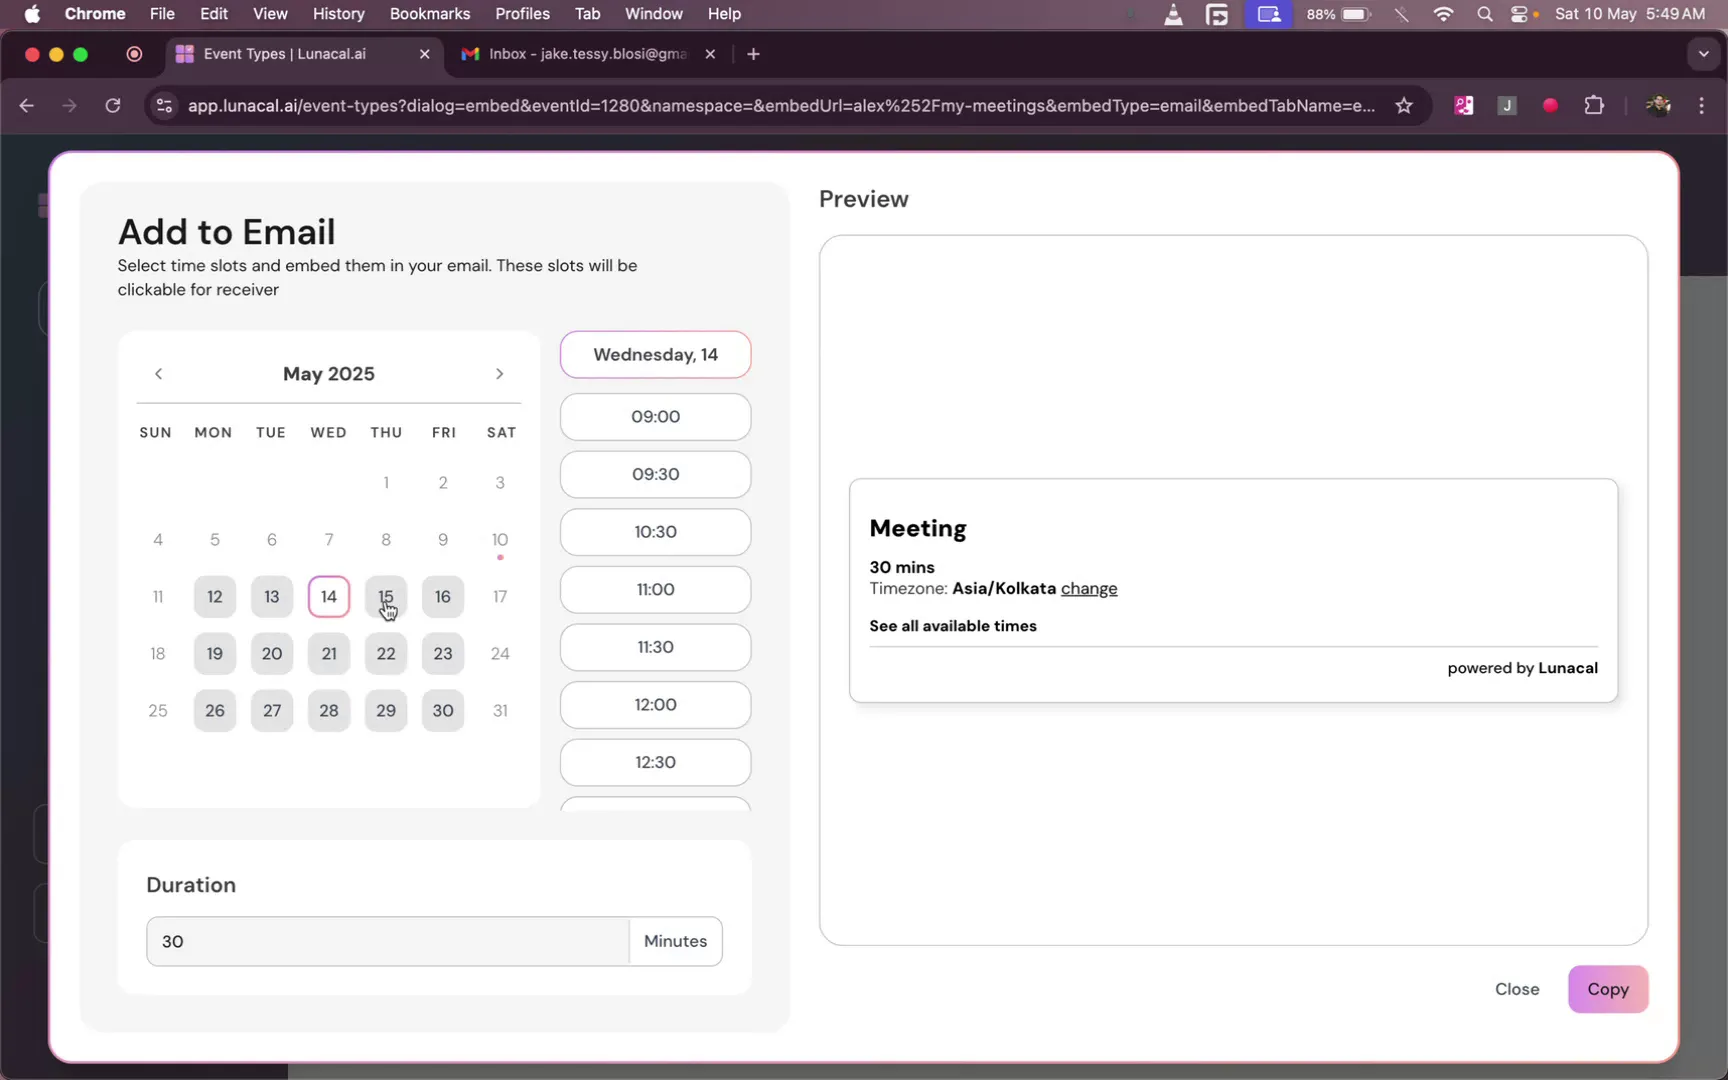 Chrome File Edit View History Bookmarks Profiles Tab Window Help 88% Sat 10 May 5:49 AM
Event Types | Lunacal.ai
Inbox - jake.tessy.blosi@gma
app.lunacal.ai/event-types?dialog=embed&eventId=1280&namespace=&embedUrl=alex%252Fmy-meetings&embedType=email&embedTabName=e...
J
Add to Email
Select time slots and embed them in your email. These slots will be
clickable for receiver
May 2025
SUN MON TUE WED THU FRI SAT
1 2 3
4 5 6 7 8 9 10
11 12 13 14 15 16 17
18 19 20 21 22 23 24
25 26 27 28 29 30 31
Wednesday, 14
09:00
09:30
10:30
11:00
11:30
12:00
12:30
Duration
30 Minutes
Preview
Meeting
30 mins
Timezone: Asia/Kolkata change
See all available times
powered by Lunacal
Close Copy